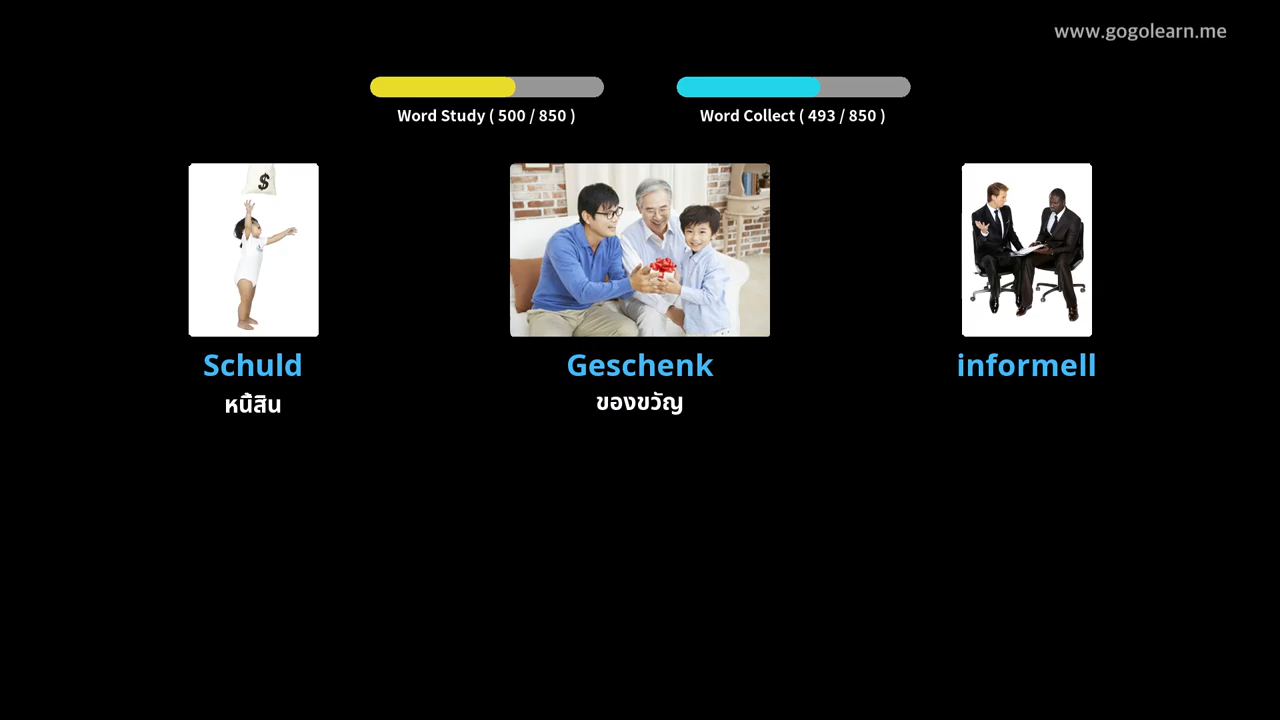 www.gogolearn.me
Word Study ( 500 / 850 )
Word Collect ( 493 / 850 )
$
Schuld
Geschenk
informell
หนี้สิน
ของขวัญ